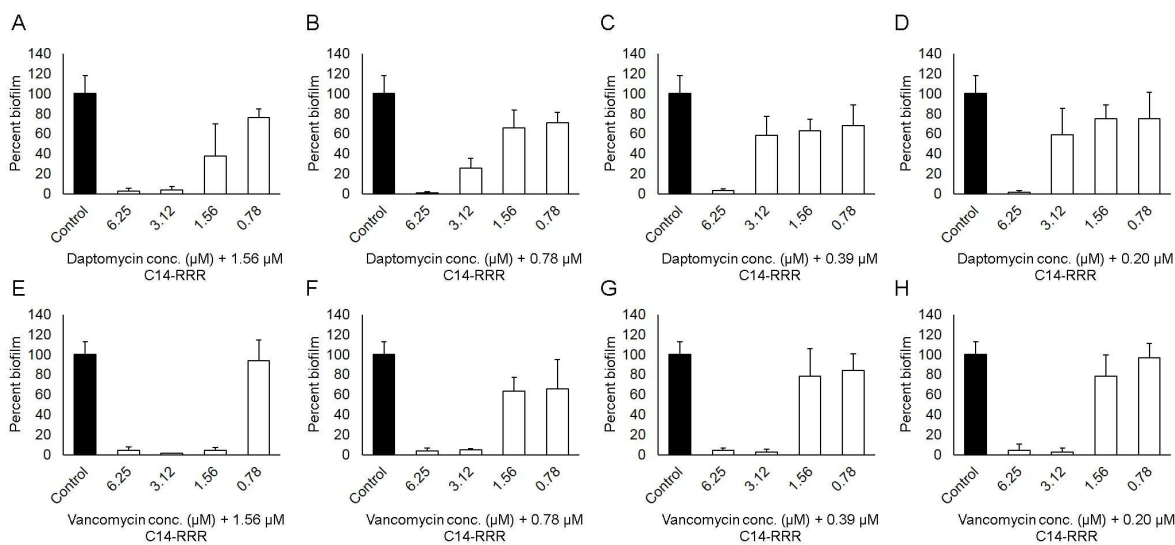 A
B
C
D
Percent biofilm
140
120
100
80
60
40
20
0
Control
6.25
3.12
1.56
0.78
Daptomycin conc. (µM) + 1.56 µM
C14-RRR
Percent biofilm
140
120
100
80
60
40
20
0
Control
6.25
3.12
1.56
0.78
Daptomycin conc. (µM) + 0.78 µM
C14-RRR
Percent biofilm
140
120
100
80
60
40
20
0
Control
6.25
3.12
1.56
0.78
Daptomycin conc. (µM) + 0.39 µM
C14-RRR
Percent biofilm
140
120
100
80
60
40
20
0
Control
6.25
3.12
1.56
0.78
Daptomycin conc. (µM) + 0.20 µM
C14-RRR
E
F
G
H
Percent biofilm
140
120
100
80
60
40
20
0
Control
6.25
3.12
1.56
0.78
Vancomycin conc. (µM) + 1.56 µM
C14-RRR
Percent biofilm
140
120
100
80
60
40
20
0
Control
6.25
3.12
1.56
0.78
Vancomycin conc. (µM) + 0.78 µM
C14-RRR
Percent biofilm
140
120
100
80
60
40
20
0
Control
6.25
3.12
1.56
0.78
Vancomycin conc. (µM) + 0.39 µM
C14-RRR
Percent biofilm
140
120
100
80
60
40
20
0
Control
6.25
3.12
1.56
0.78
Vancomycin conc. (µM) + 0.20 µM
C14-RRR